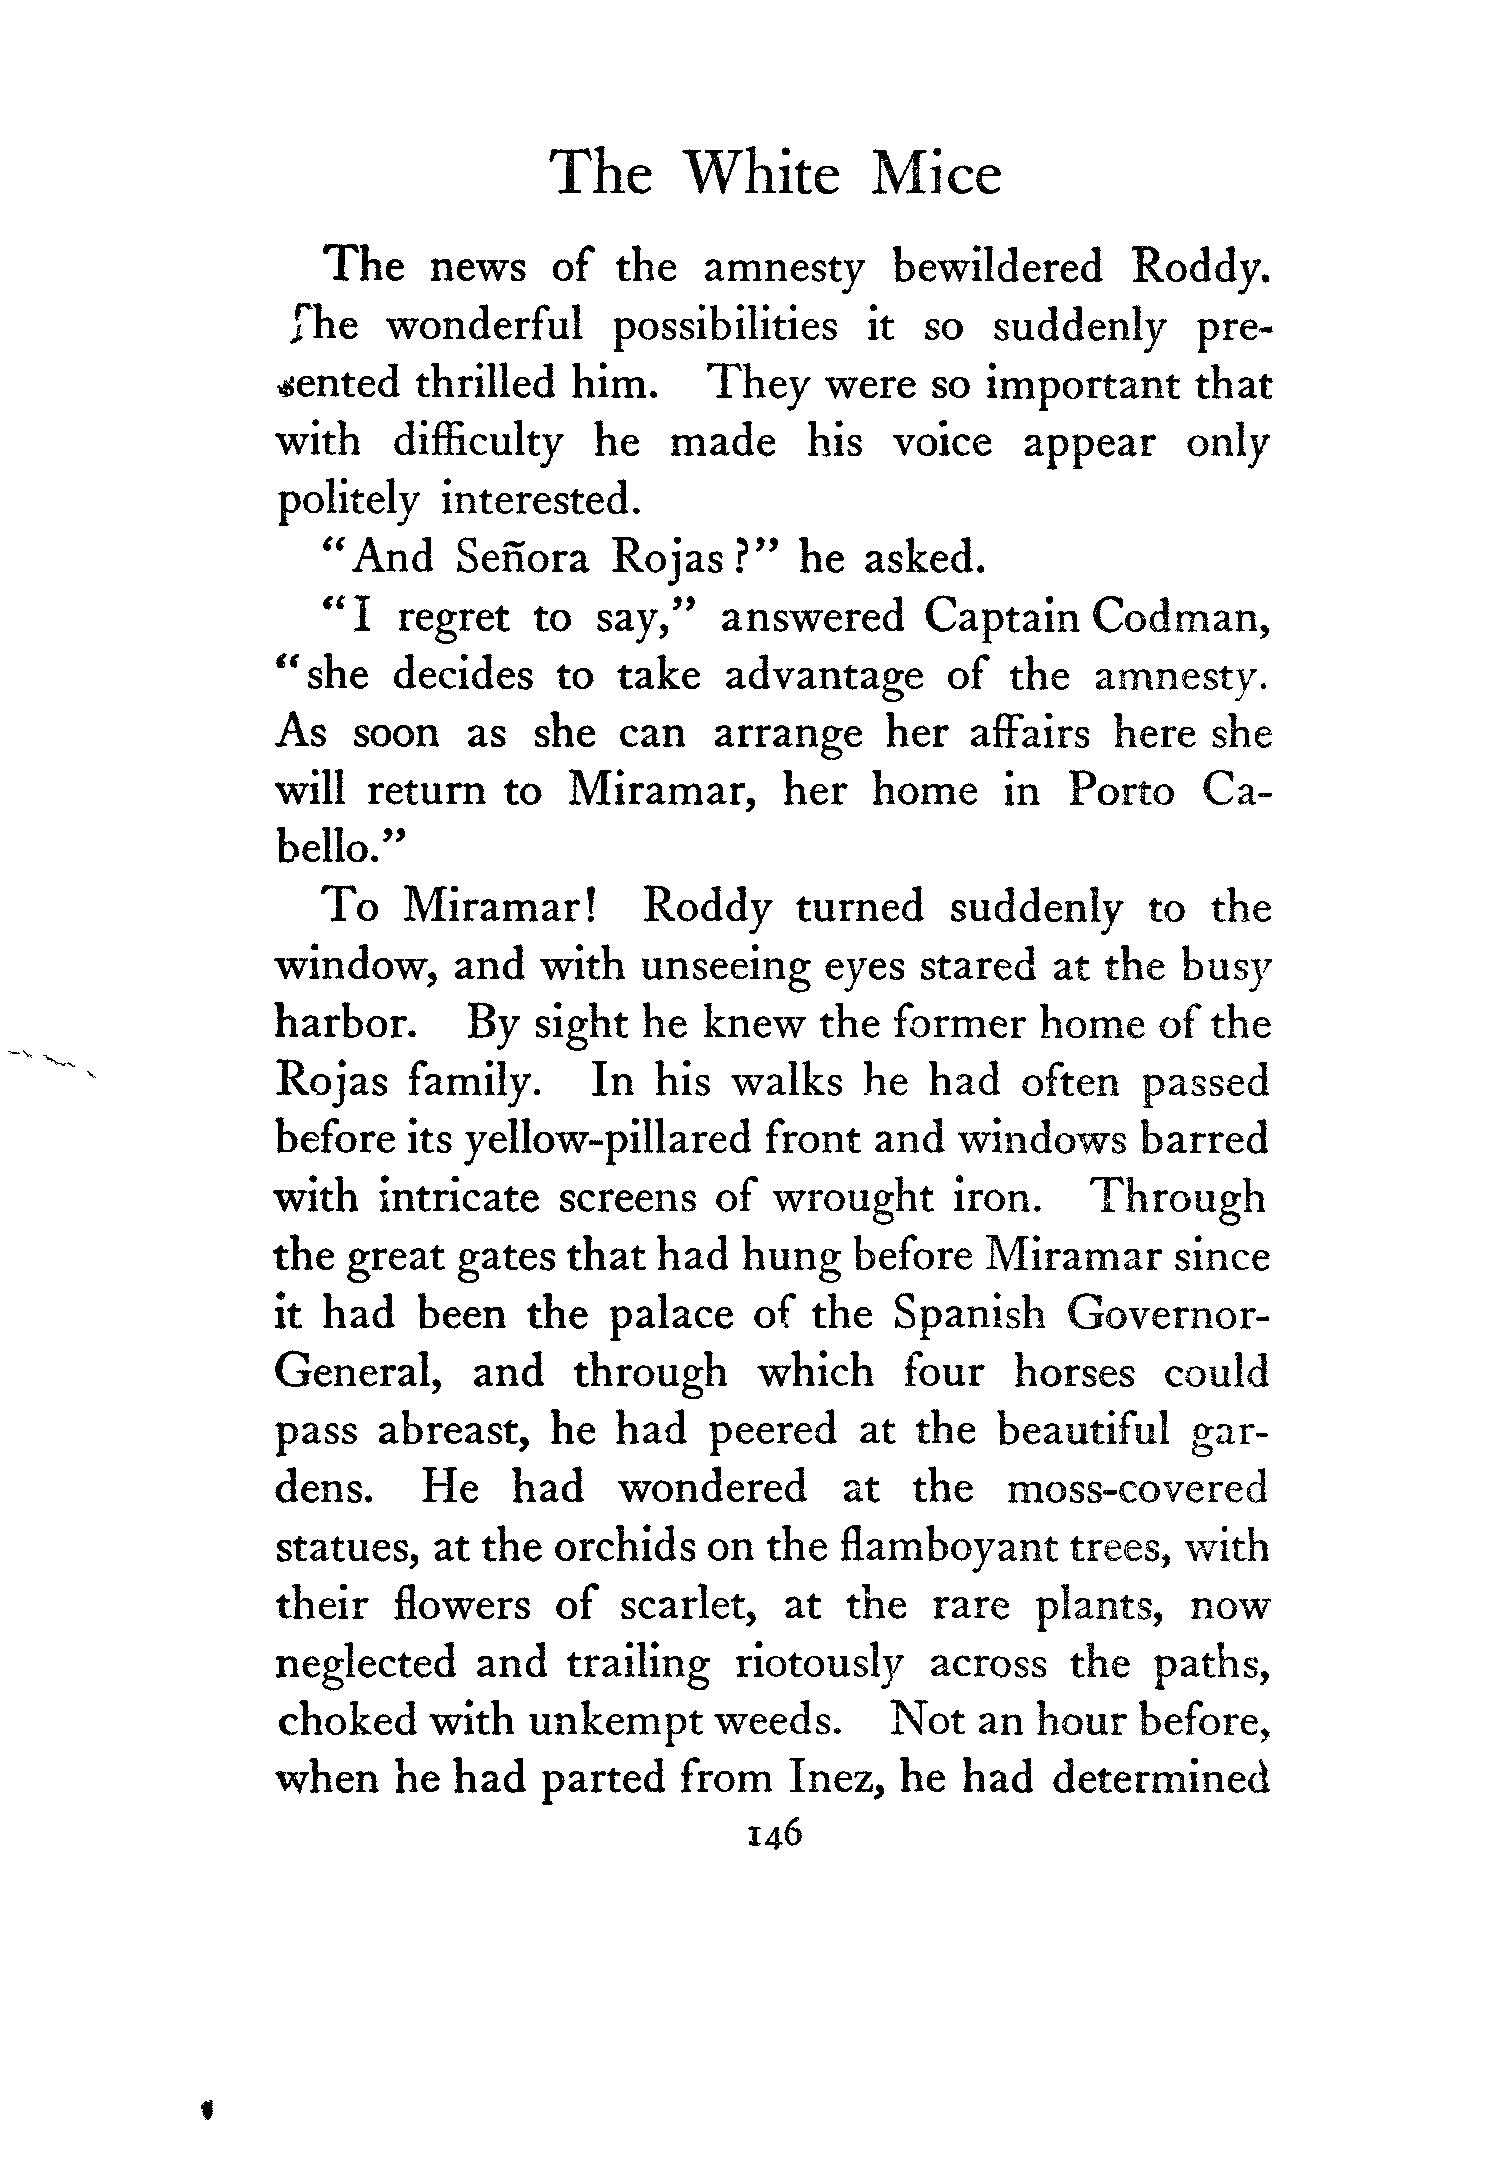 The White Mice
The news of the amnesty bewildered Roddy.
The wonderful possibilities it so suddenly pre-
sented thrilled him. They were so important that
with difficulty he made his voice appear only
politely interested.
"And Señora Rojas?" he asked.
"I regret to say," answered Captain Codman,
"she decides to take advantage of the amnesty.
As soon as she can arrange her affairs here she
will return to Miramar, her home in Porto Ca-
bello."
To Miramar! Roddy turned suddenly to the
window, and with unseeing eyes stared at the busy
harbor. By sight he knew the former home of the
Rojas family. In his walks he had often passed
before its yellow-pillared front and windows barred
with intricate screens of wrought iron. Through
the great gates that had hung before Miramar since
it had been the palace of the Spanish Governor-
General, and through which four horses could
pass abreast, he had peered at the beautiful gar-
dens. He had wondered at the moss-covered
statues, at the orchids on the flamboyant trees, with
their flowers of scarlet, at the rare plants, now
neglected and trailing riotously across the paths,
choked with unkempt weeds. Not an hour before,
when he had parted from Inez, he had determined
146